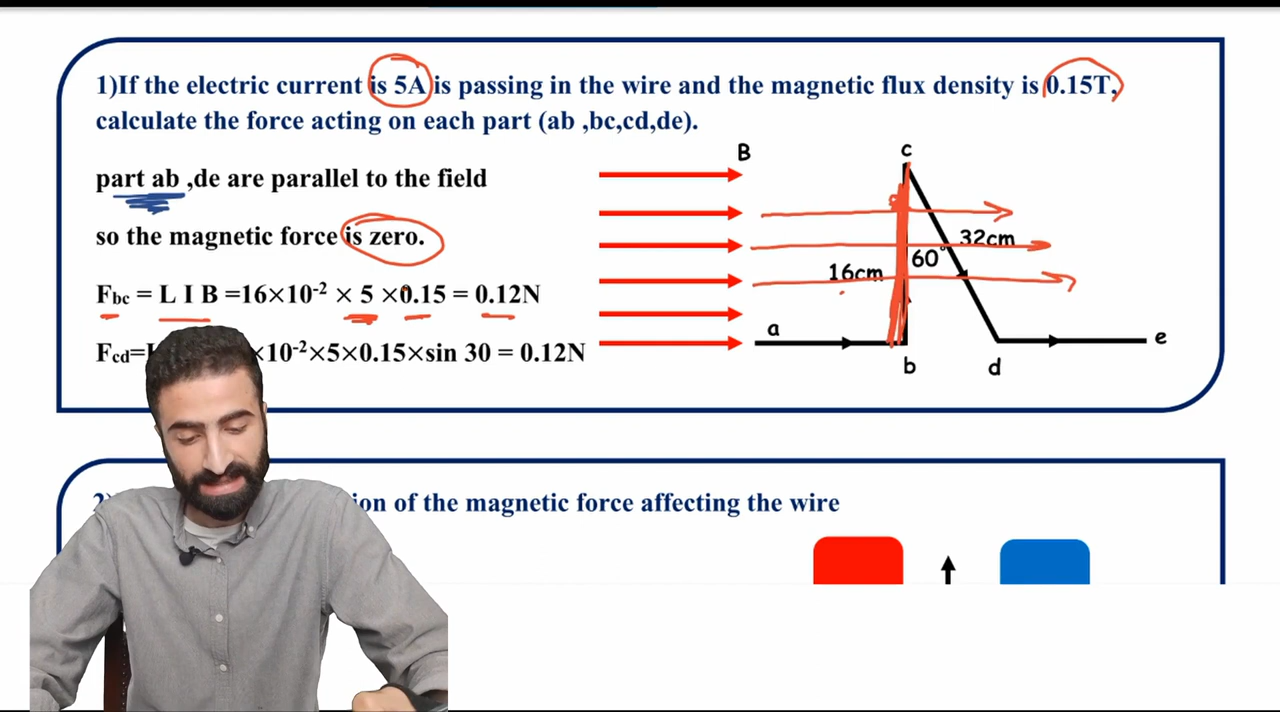 1)If the electric current is 5A is passing in the wire and the magnetic flux density is 0.15T,
calculate the force acting on each part (ab ,bc,cd,de).
part ab ,de are parallel to the field
so the magnetic force is zero.
Fbc = L I B =16×10-2 × 5 ×0.15 = 0.12N
Fcd= ×10-2×5×0.15×sin 30 = 0.12N
B
c
32cm
60°
16cm
a
b
d
e
2) of the magnetic force affecting the wire